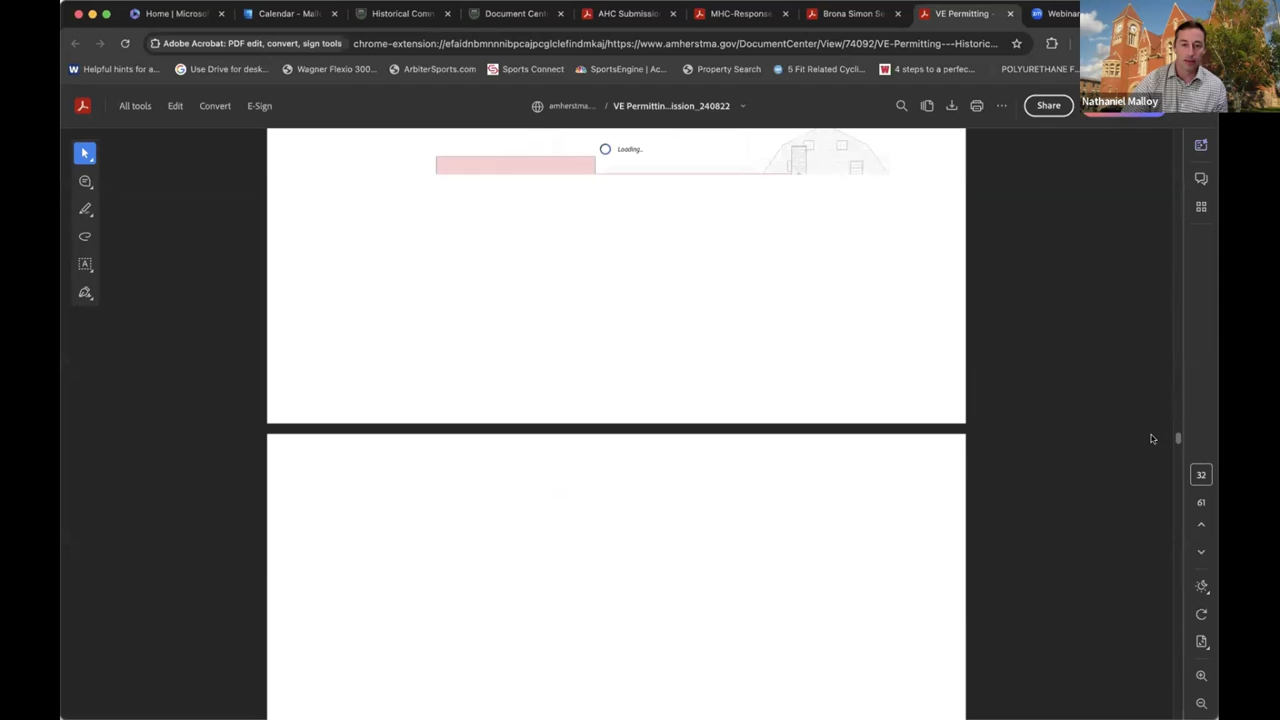 Home | Microso
Calendar - Mall
Historical Comr
Document Cent
AHC Submissio
MHC-Response
Brona Simon Se
VE Permitting -
Webinar
Adobe Acrobat: PDF edit, convert, sign tools
chrome-extension://efaidnbmnnnibpcajpcglclefindmkaj/https://www.amherstma.gov/DocumentCenter/View/74092/VE-Permitting---Historic...
Helpful hints for a...
Use Drive for desk...
Wagner Flexio 300...
ArbiterSports.com
Sports Connect
SportsEngine | Ac...
Property Search
5 Fit Related Cycli...
4 steps to a perfec...
POLYURETHANE F
Nathaniel Malloy
All tools
Edit
Convert
E-Sign
amherstma...
/ VE Permittin...ission_240822
Share
Loading..
32
61